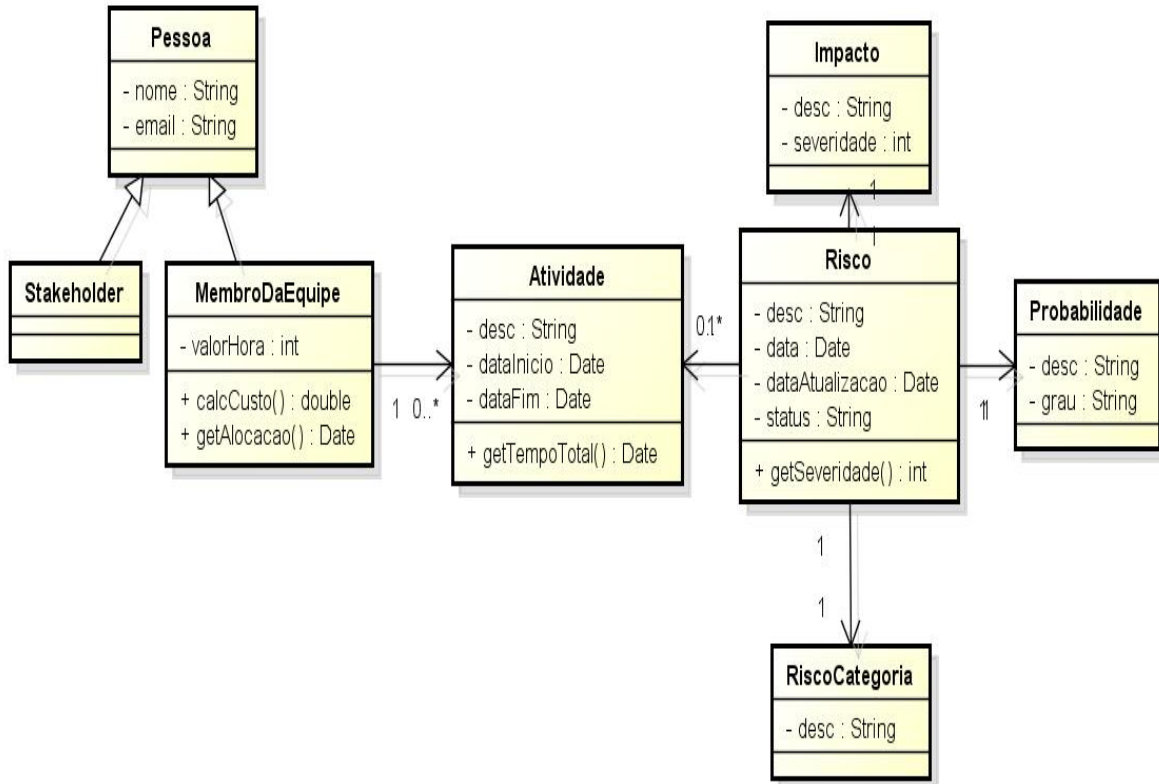 Pessoa
- nome : String
- email : String
Impacto
- desc : String
- severidade : int
1
1
Stakeholder
MembroDaEquipe
- valorHora : int
+ calcCusto() : double
+ getAlocacao() : Date
1 0..*
Atividade
- desc : String
- dataInicio : Date
- dataFim : Date
+ getTempoTotal() : Date
Risco
- desc : String
- data : Date
- dataAtualizacao : Date
- status : String
+ getSeveridade() : int
Probabilidade
- desc : String
- grau : String
1
1
1
1
RiscoCategoria
- desc : String